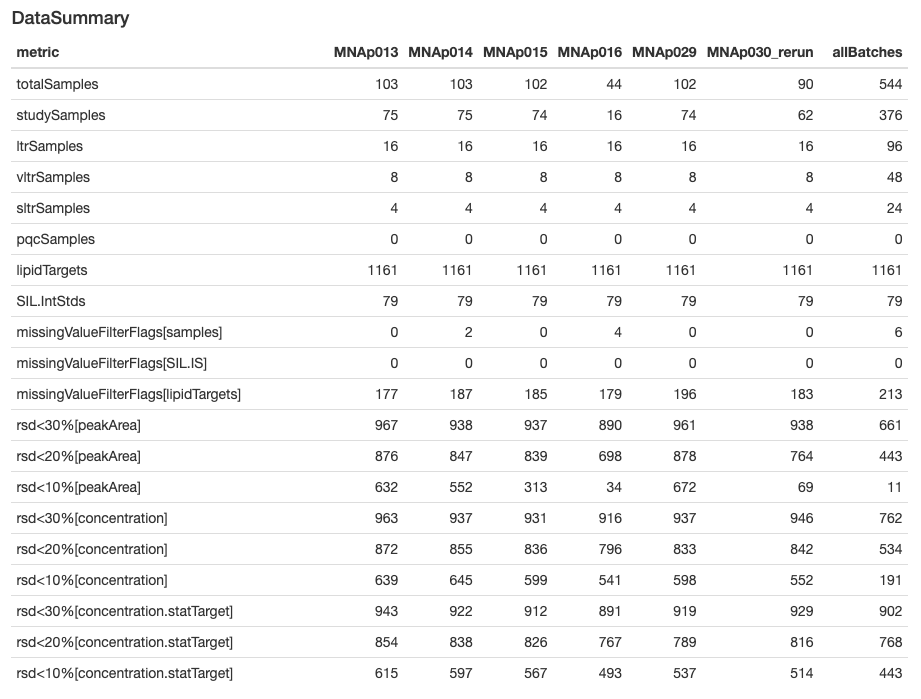 DataSummary
metric MNAp013 MNAp014 MNAp015 MNAp016 MNAp029 MNAp030_rerun allBatches
totalSamples 103 103 102 44 102 90 544
studySamples 75 75 74 16 74 62 376
ltrSamples 16 16 16 16 16 16 96
vltrSamples 8 8 8 8 8 8 48
sltrSamples 4 4 4 4 4 4 24
pqcSamples 0 0 0 0 0 0 0
lipidTargets 1161 1161 1161 1161 1161 1161 1161
SIL.IntStds 79 79 79 79 79 79 79
missingValueFilterFlags[samples] 0 2 0 4 0 0 6
missingValueFilterFlags[SIL.IS] 0 0 0 0 0 0 0
missingValueFilterFlags[lipidTargets] 177 187 185 179 196 183 213
rsd<30%[peakArea] 967 938 937 890 961 938 661
rsd<20%[peakArea] 876 847 839 698 878 764 443
rsd<10%[peakArea] 632 552 313 34 672 69 11
rsd<30%[concentration] 963 937 931 916 937 946 762
rsd<20%[concentration] 872 855 836 796 833 842 534
rsd<10%[concentration] 639 645 599 541 598 552 191
rsd<30%[concentration.statTarget] 943 922 912 891 919 929 902
rsd<20%[concentration.statTarget] 854 838 826 767 789 816 768
rsd<10%[concentration.statTarget] 615 597 567 493 537 514 443